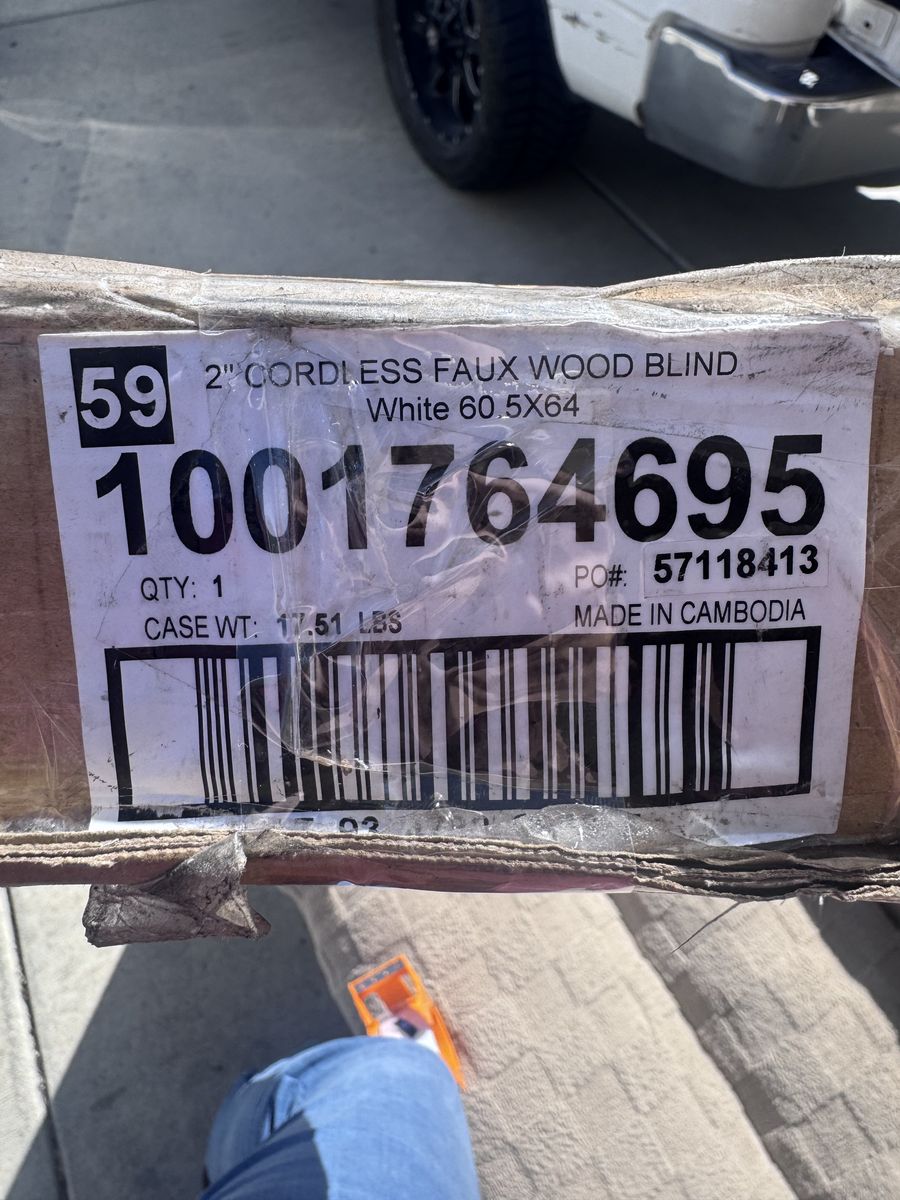 59
2" CORDLESS FAUX WOOD BLIND
White 60.5X64
1001764695
QTY: 1
PO#: 57118413
CASE WT: 17.51 LBS
MADE IN CAMBODIA
93